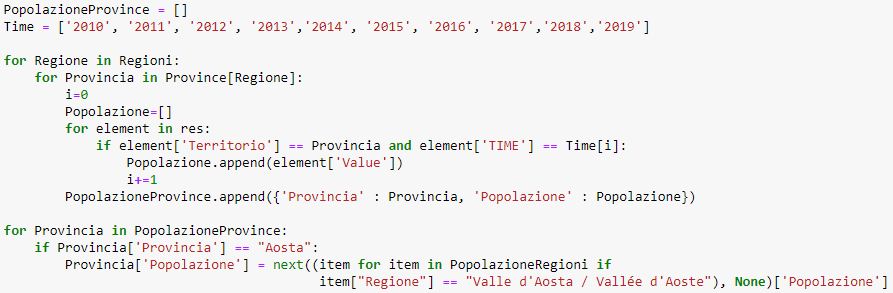 PopolazioneProvince = []
Time = ['2010', '2011', '2012', '2013','2014', '2015', '2016', '2017','2018','2019']

for Regione in Regioni:
    for Provincia in Province[Regione]:
        i=0
        Popolazione=[]
        for element in res:
            if element['Territorio'] == Provincia and element['TIME'] == Time[i]:
                Popolazione.append(element['Value'])
                i+=1
        PopolazioneProvince.append({'Provincia' : Provincia, 'Popolazione' : Popolazione})

for Provincia in PopolazioneProvince:
    if Provincia['Provincia'] == "Aosta":
        Provincia['Popolazione'] = next((item for item in PopolazioneRegioni if
                                         item["Regione"] == "Valle d'Aosta / Vallée d'Aoste"), None)['Popolazione']